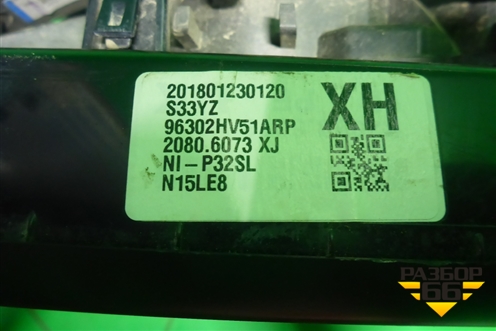 201801230120
S33YZ
96302HV51ARP
2080.6073 XJ
NI-P32SL
N15LE8
XH
РАЗБОР
66